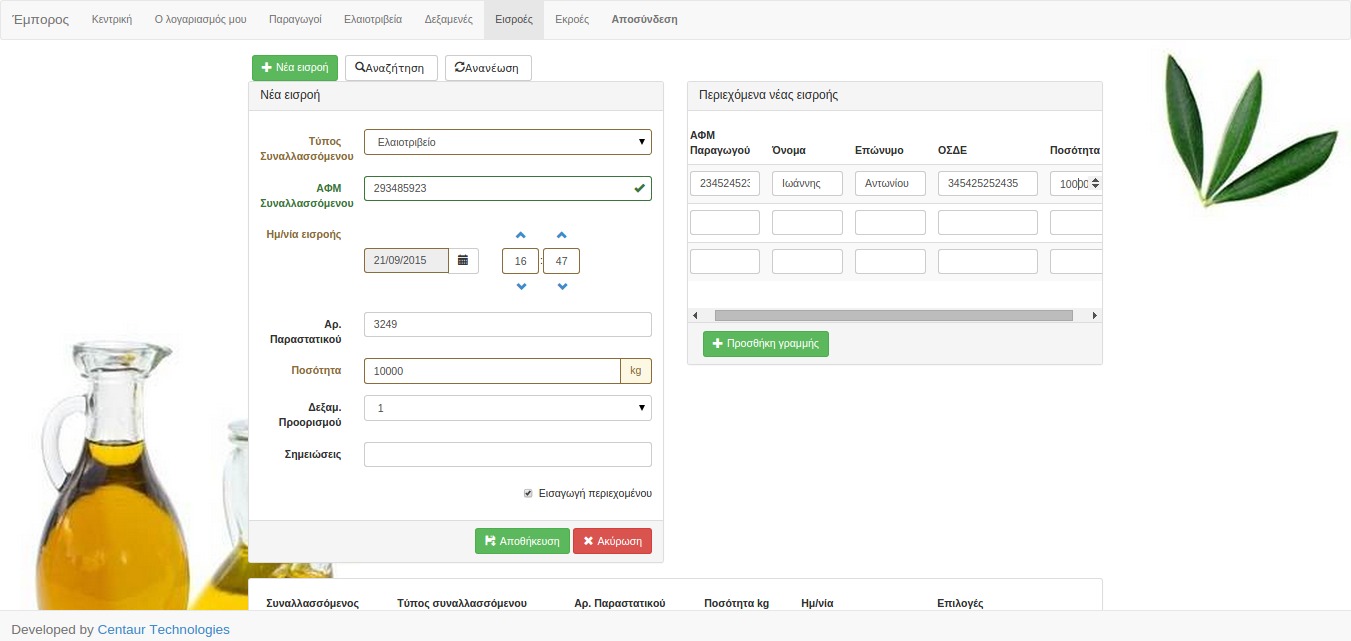 Έμπορος Κεντρική Ο λογαριασμός μου Παραγωγοί Ελαιοτριβεία Δεξαμενές Εισροές Εκροές Αποσύνδεση
Νέα εισροή Αναζήτηση Ανανέωση
Νέα εισροή
Τύπος
Συναλλασσόμενου
Ελαιοτριβείο
ΑΦΜ
Συναλλασσόμενου
293485923
Ημ/νία εισροής
21/09/2015
16 : 47
Αρ.
Παραστατικού
3249
Ποσότητα
10000 kg
Δεξαμ.
Προορισμού
1
Σημειώσεις
Εισαγωγή περιεχομένου
Αποθήκευση Ακύρωση
Περιεχόμενα νέας εισροής
ΑΦΜ
Παραγωγού Όνομα Επώνυμο ΟΣΔΕ Ποσότητα
234524523 Ιωάννης Αντωνίου 345425252435 10000
Προσθήκη γραμμής
Συναλλασσόμενος Τύπος συναλλασσόμενου Αρ. Παραστατικού Ποσότητα kg Ημ/νία Επιλογές
Developed by Centaur Technologies